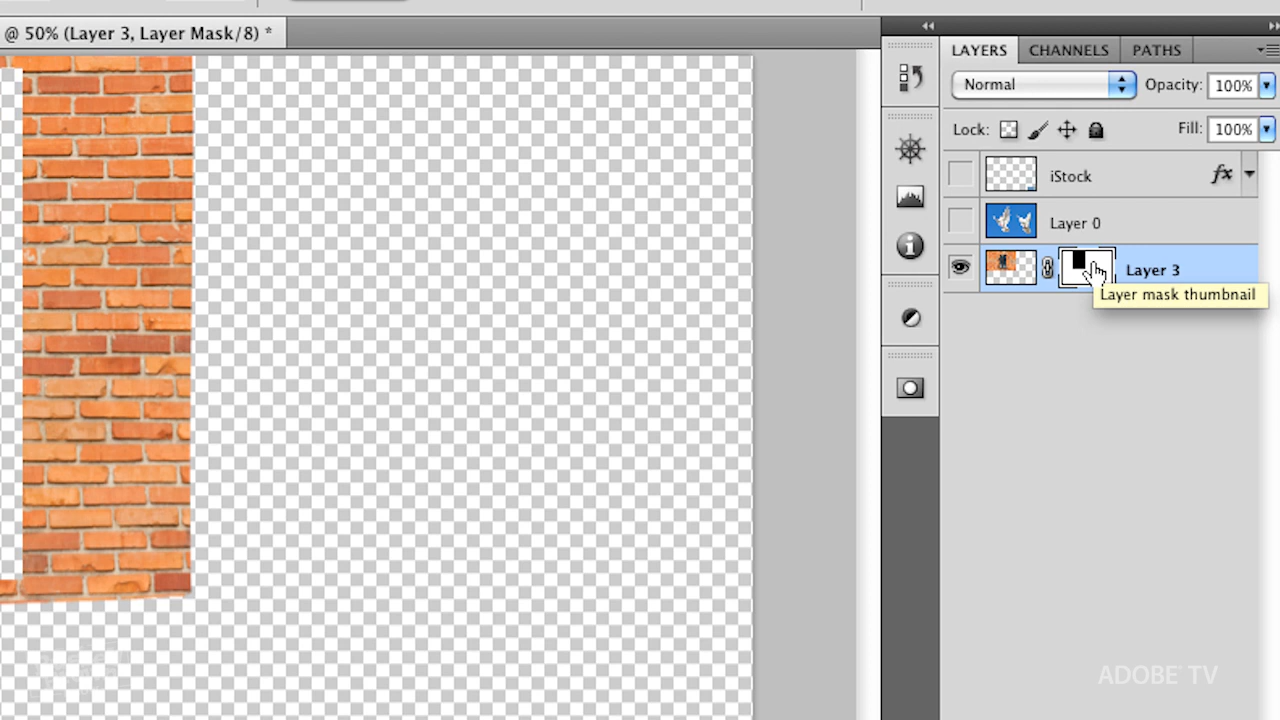 @ 50% (Layer 3, Layer Mask/8) *
LAYERS CHANNELS PATHS
Normal Opacity: 100%
Lock: Fill: 100%
iStock fx
Layer 0
Layer 3
Layer mask thumbnail
ADOBE TV